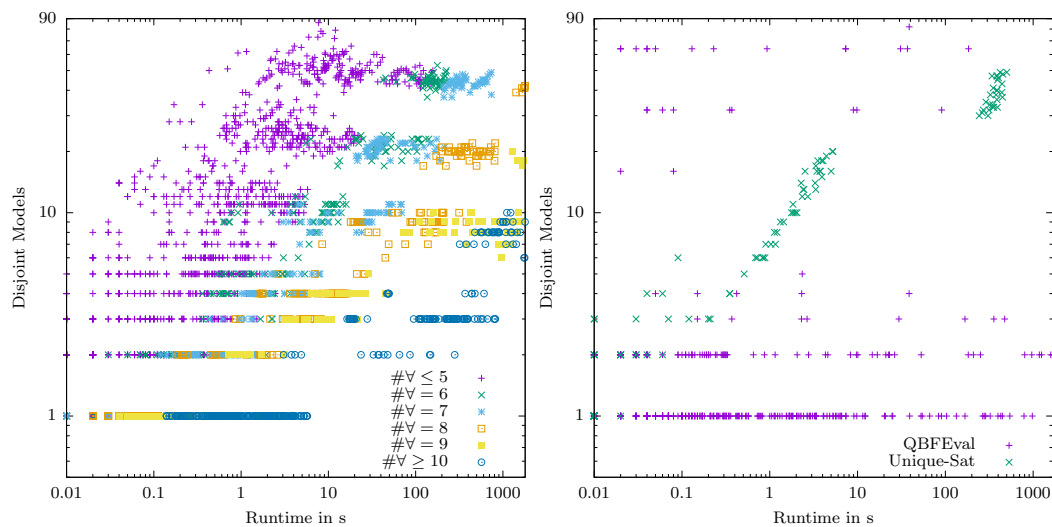 90
10
1
Disjoint Models
0.01 0.1 1 10 100 1000
Runtime in s
#∀ ≤ 5
#∀ = 6
#∀ = 7
#∀ = 8
#∀ = 9
#∀ ≥ 10
90
10
1
Disjoint Models
0.01 0.1 1 10 100 1000
Runtime in s
QBFEval
Unique-Sat